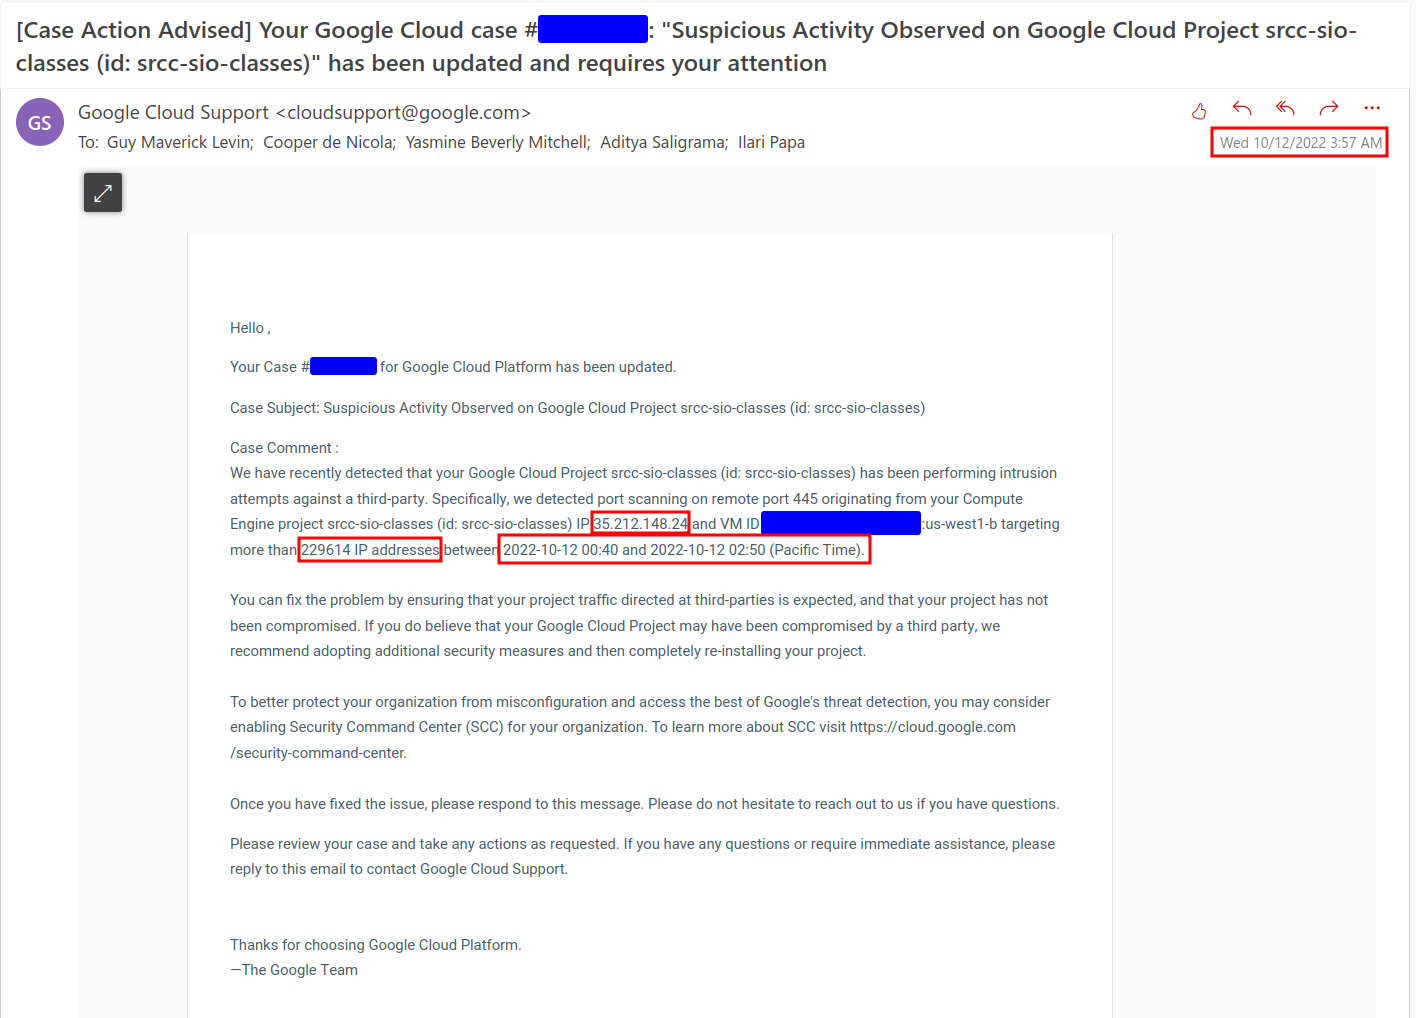 [Case Action Advised] Your Google Cloud case #: "Suspicious Activity Observed on Google Cloud Project srcc-sio-
classes (id: srcc-sio-classes)" has been updated and requires your attention
GS
Google Cloud Support <cloudsupport@google.com>
To: Guy Maverick Levin; Cooper de Nicola; Yasmine Beverly Mitchell; Aditya Saligrama; Ilari Papa
Wed 10/12/2022 3:57 AM
Hello ,
Your Case # for Google Cloud Platform has been updated.
Case Subject: Suspicious Activity Observed on Google Cloud Project srcc-sio-classes (id: srcc-sio-classes)
Case Comment :
We have recently detected that your Google Cloud Project srcc-sio-classes (id: srcc-sio-classes) has been performing intrusion
attempts against a third-party. Specifically, we detected port scanning on remote port 445 originating from your Compute
Engine project srcc-sio-classes (id: srcc-sio-classes) IP 35.212.148.24 and VM ID :us-west1-b targeting
more than 229614 IP addresses between 2022-10-12 00:40 and 2022-10-12 02:50 (Pacific Time).
You can fix the problem by ensuring that your project traffic directed at third-parties is expected, and that your project has not
been compromised. If you do believe that your Google Cloud Project may have been compromised by a third party, we
recommend adopting additional security measures and then completely re-installing your project.
To better protect your organization from misconfiguration and access the best of Google's threat detection, you may consider
enabling Security Command Center (SCC) for your organization. To learn more about SCC visit https://cloud.google.com
/security-command-center.
Once you have fixed the issue, please respond to this message. Please do not hesitate to reach out to us if you have questions.
Please review your case and take any actions as requested. If you have any questions or require immediate assistance, please
reply to this email to contact Google Cloud Support.
Thanks for choosing Google Cloud Platform.
—The Google Team